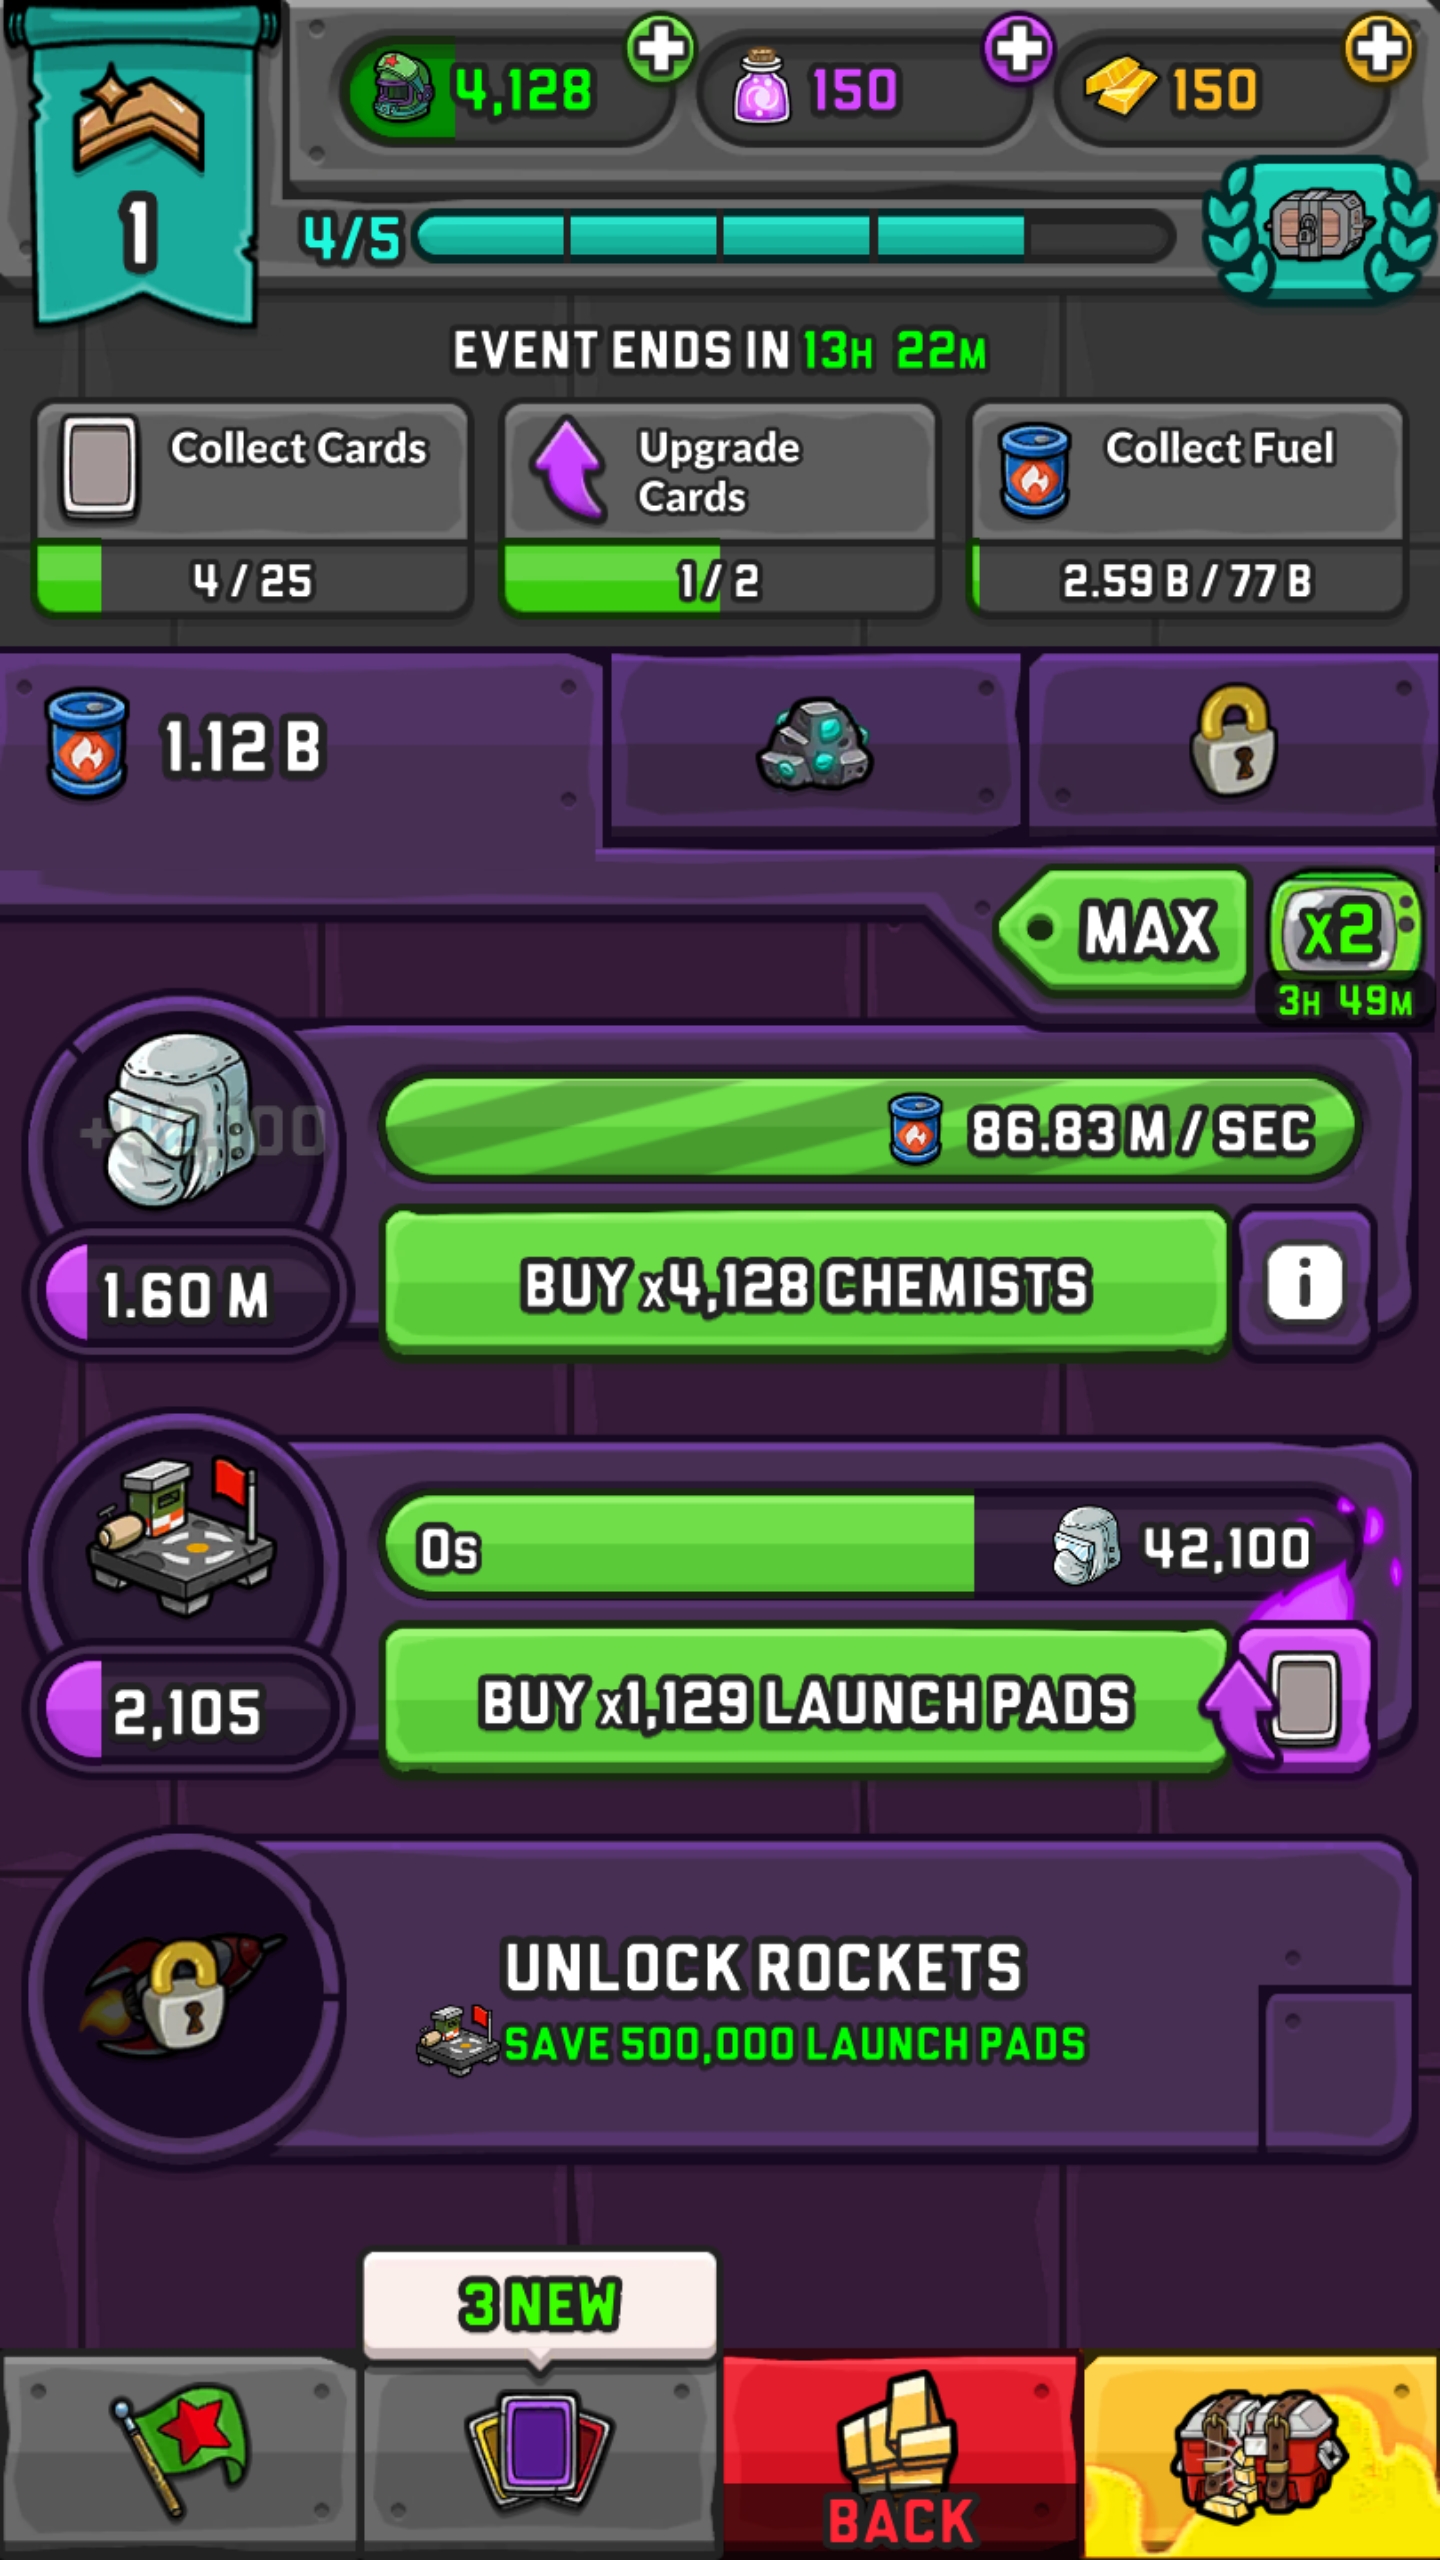 4,128
150
150
1
4/5
EVENT ENDS IN 13H 22M
Collect Cards
4 / 25
Upgrade
Cards
1 / 2
Collect Fuel
2.59 B / 77 B
1.12 B
MAX
x2
3H 49M
86.83 M / SEC
1.60 M
BUY x4,128 CHEMISTS
i
0s
42,100
2,105
BUY x1,129 LAUNCH PADS
UNLOCK ROCKETS
SAVE 500,000 LAUNCH PADS
3 NEW
BACK